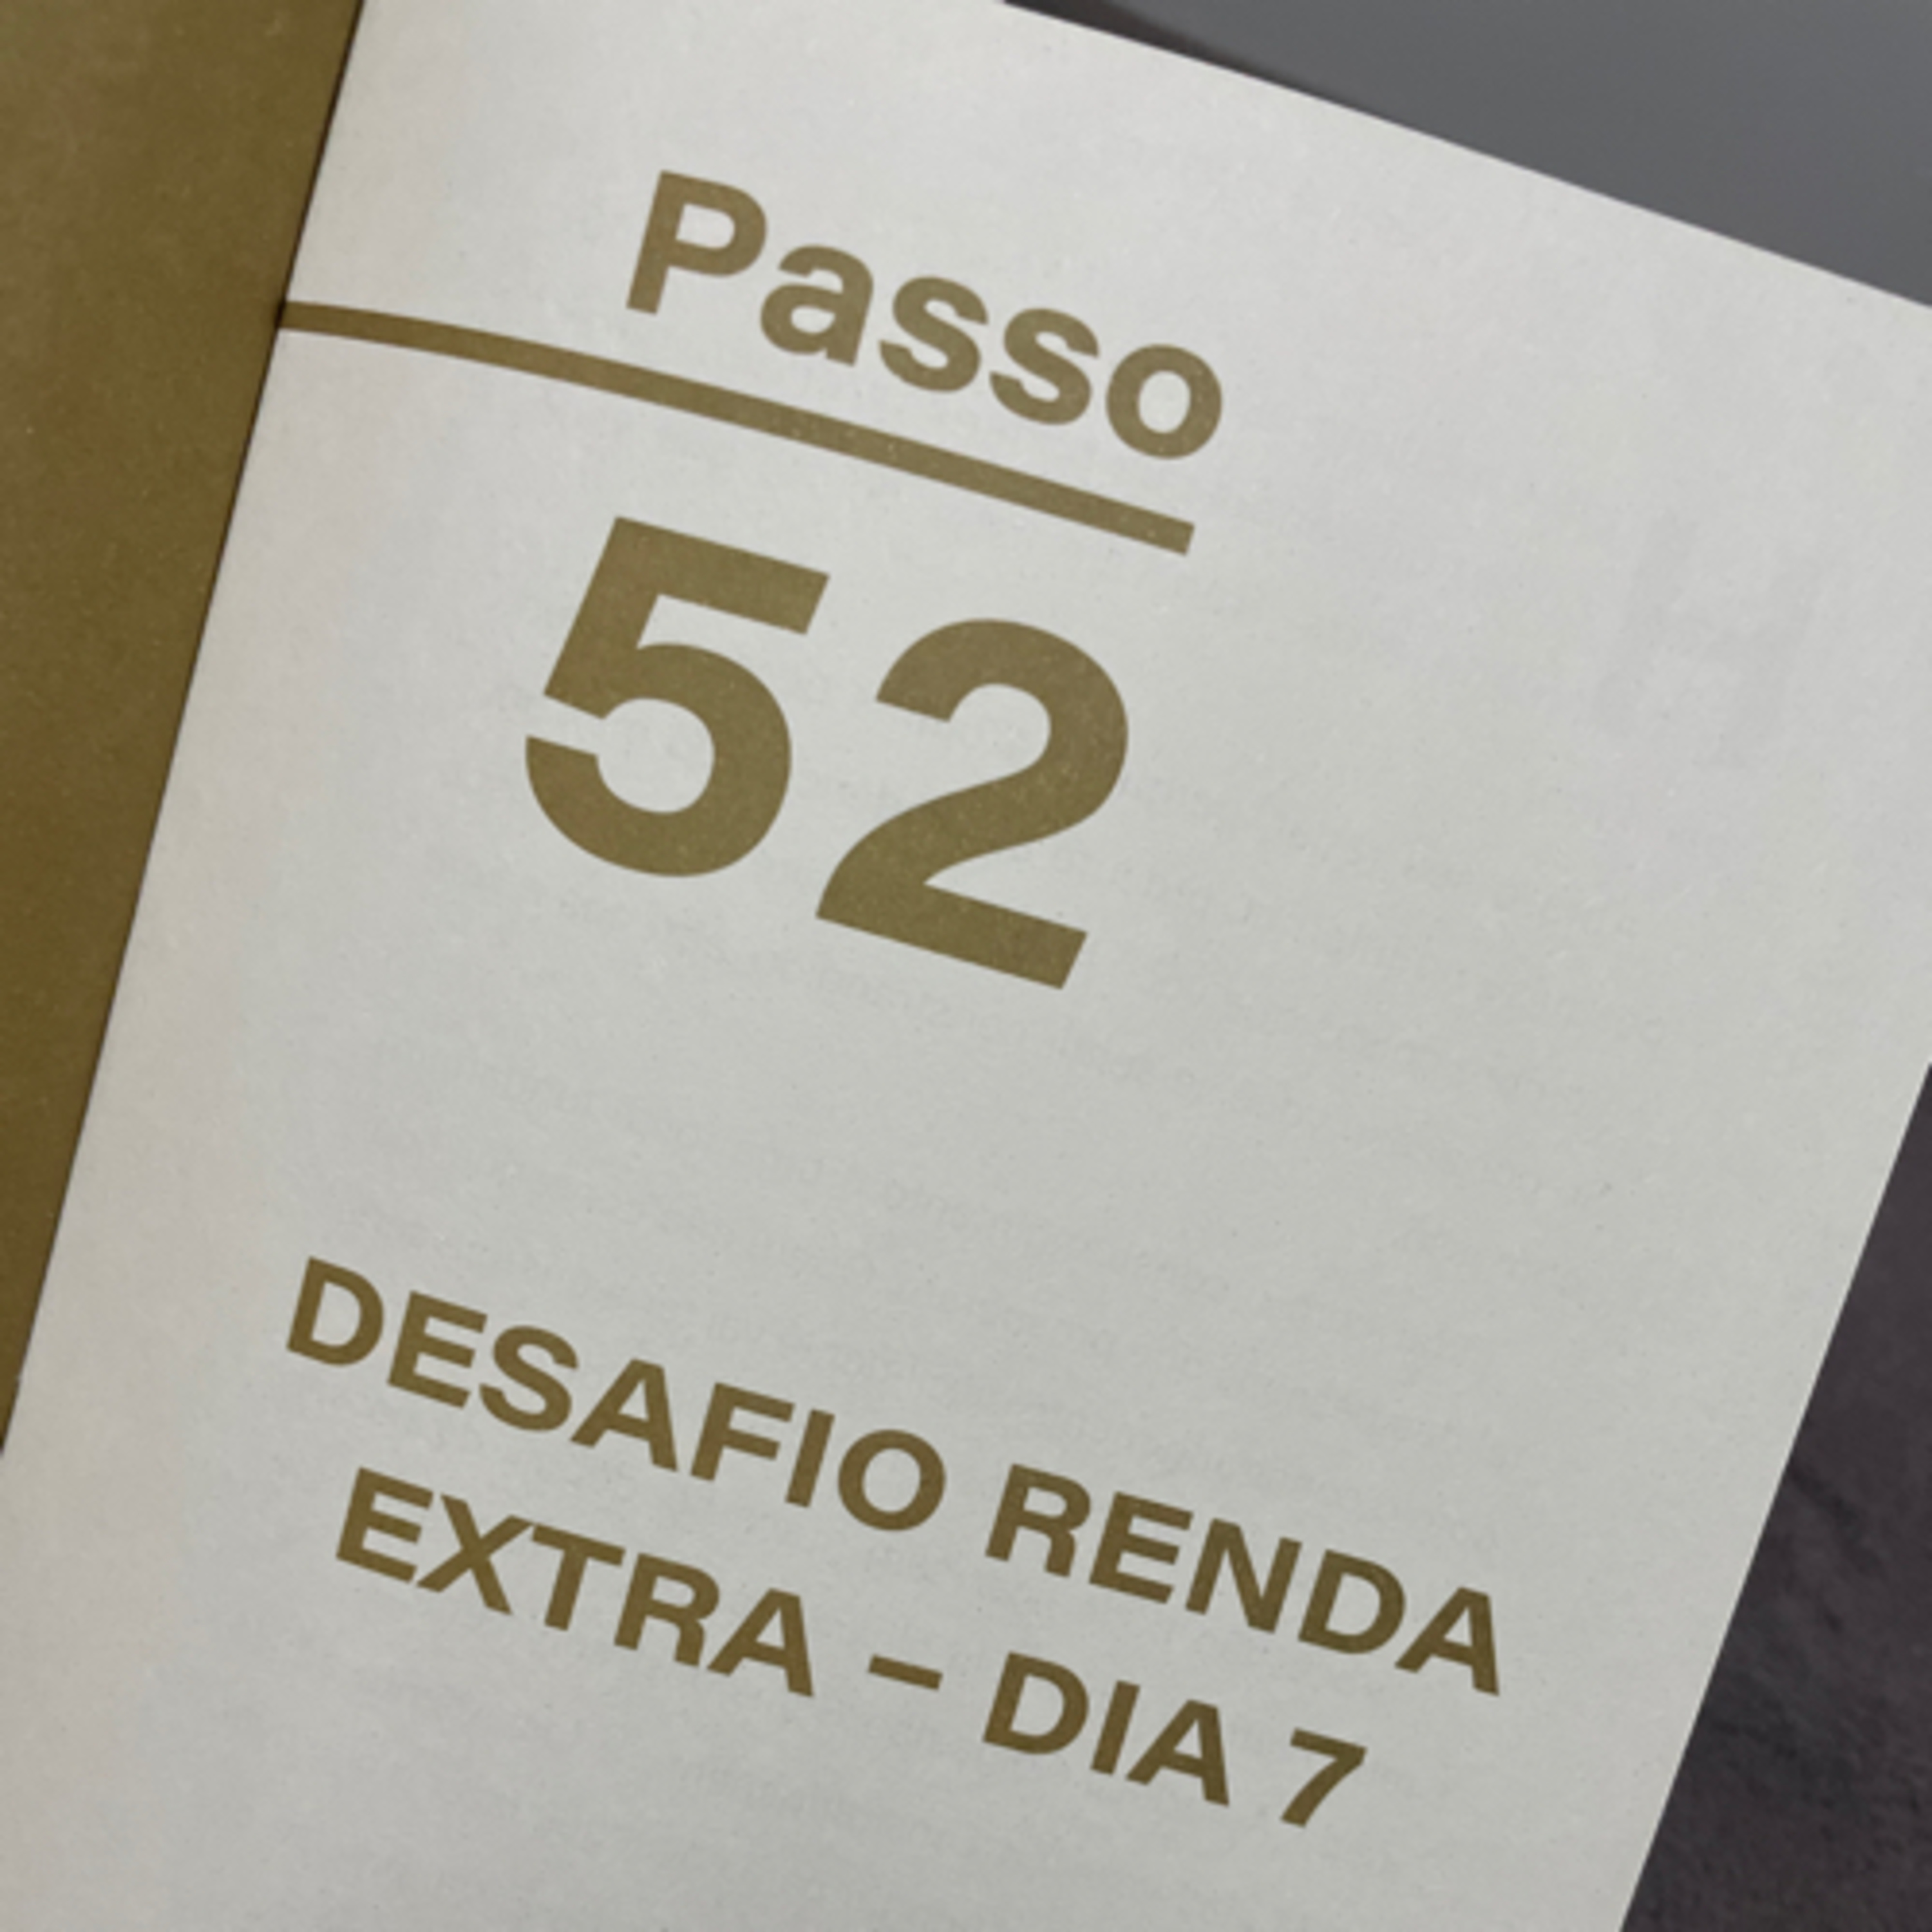 Passo
52
DESAFIO RENDA
EXTRA – DIA 7